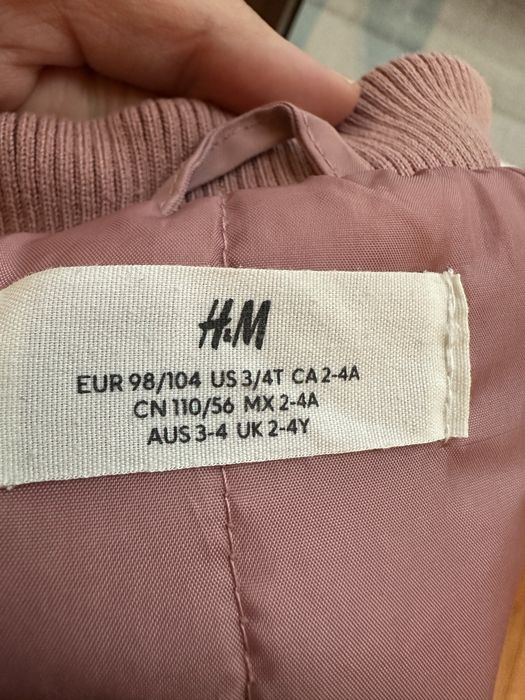 H&M
EUR 98/104 US 3/4T CA 2-4A
CN 110/56 MX 2-4A
AUS 3-4 UK 2-4Y